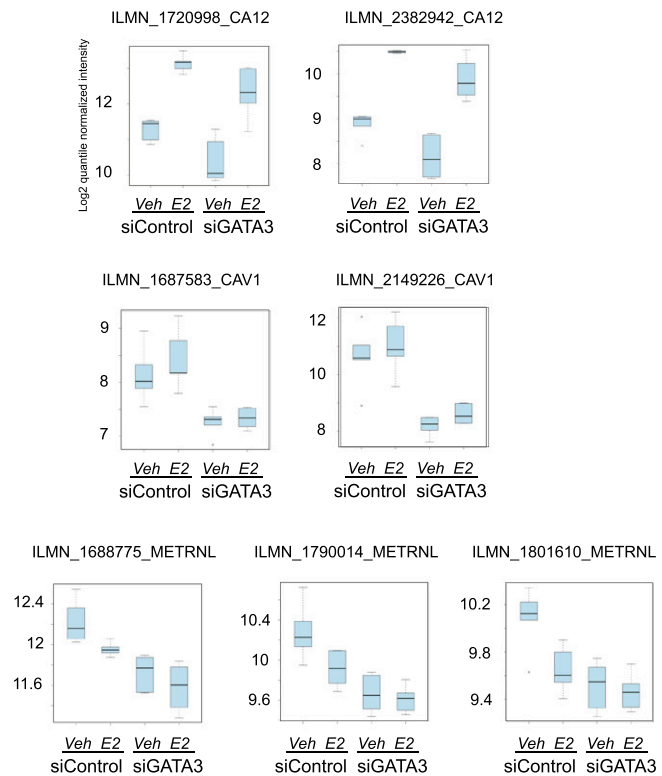 ILMN_1720998_CA12
ILMN_2382942_CA12
Log2 quantile normalized intensity
12
10
10
9
8
Veh E2 Veh E2
siControl siGATA3
Veh E2 Veh E2
siControl siGATA3
ILMN_1687583_CAV1
ILMN_2149226_CAV1
9
8
7
12
10
8
Veh E2 Veh E2
siControl siGATA3
Veh E2 Veh E2
siControl siGATA3
ILMN_1688775_METRNL
ILMN_1790014_METRNL
ILMN_1801610_METRNL
12.4
12
11.6
10.4
10
9.6
10.2
9.8
9.4
Veh E2 Veh E2
siControl siGATA3
Veh E2 Veh E2
siControl siGATA3
Veh E2 Veh E2
siControl siGATA3